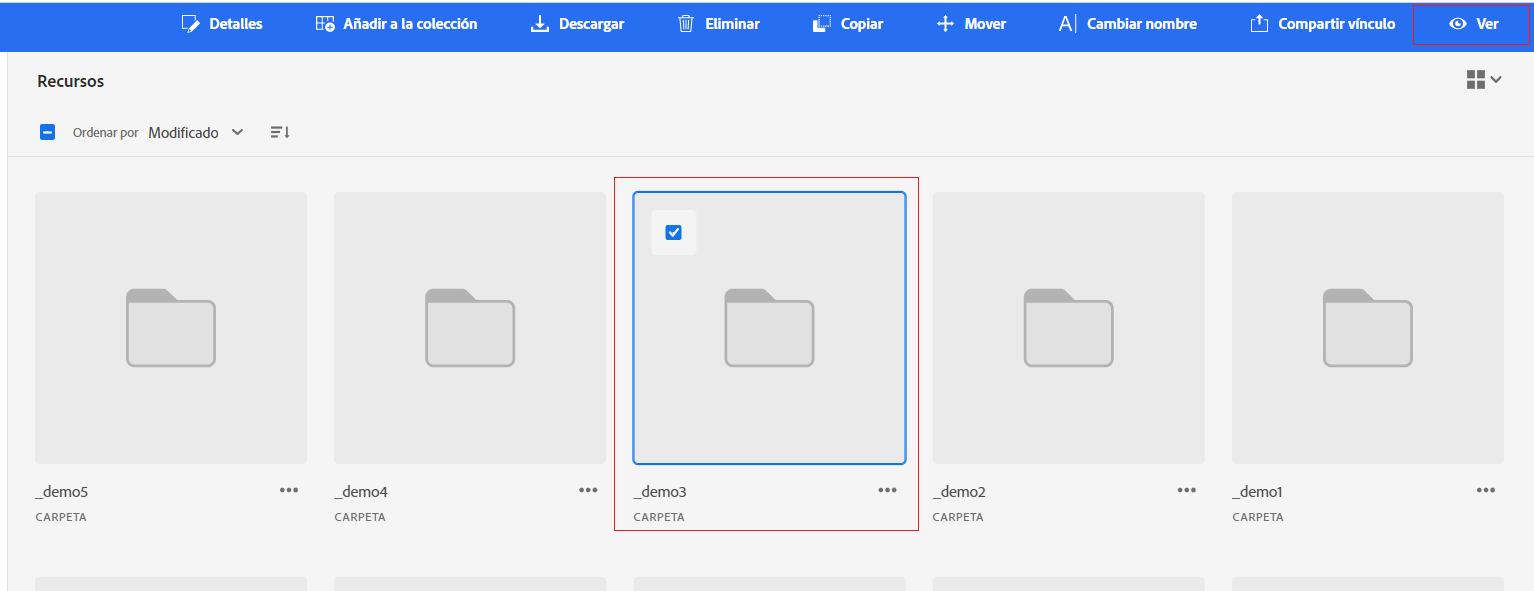 Detalles Añadir a la colección Descargar Eliminar Copiar Mover Cambiar nombre Compartir vínculo Ver
Recursos
Ordenar por Modificado
_demo5 _demo4 _demo3 _demo2 _demo1
CARPETA CARPETA CARPETA CARPETA CARPETA